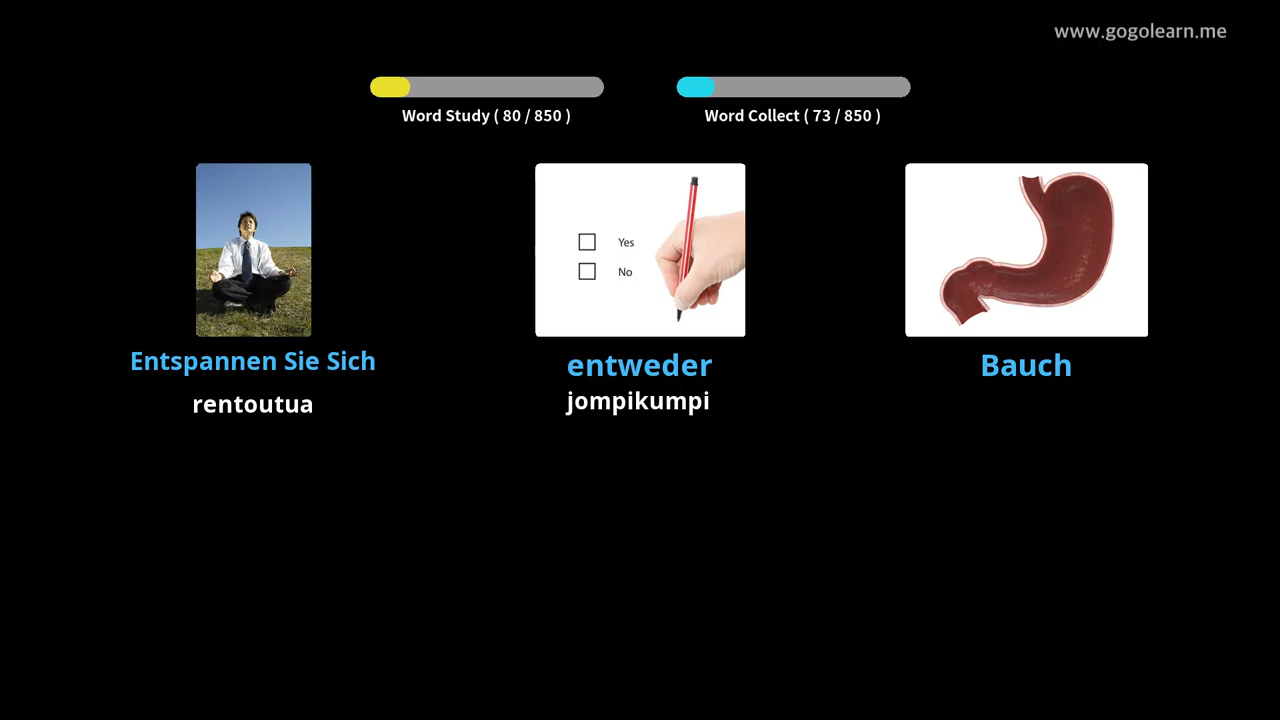 www.gogolearn.me
Word Study ( 80 / 850 )
Word Collect ( 73 / 850 )
Yes
No
Entspannen Sie Sich
rentoutua
entweder
jompikumpi
Bauch